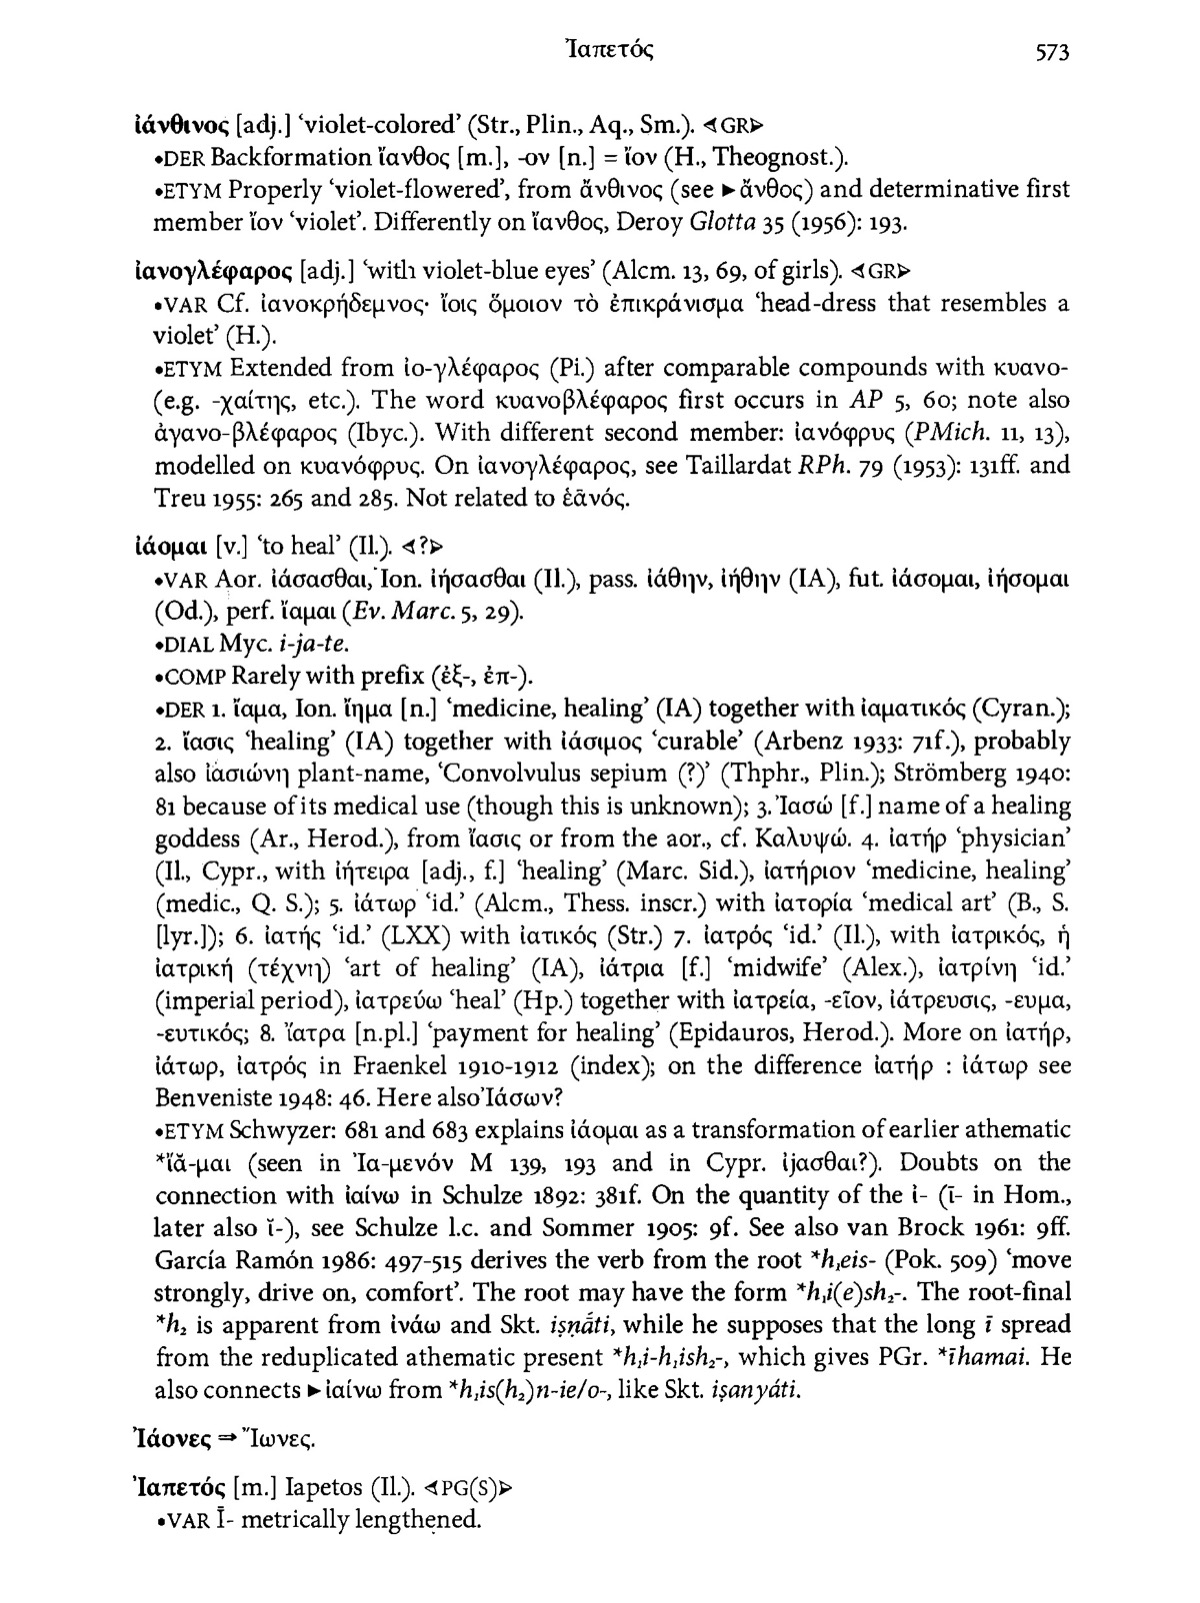 Ἰαπετός 573
ἰάνθινος [adj.] ‘violet-colored’ (Str., Plin., Aq., Sm.). ◁GR▷
•DER Backformation ἴανθος [m.], -ον [n.] = ἴον (H., Theognost.).
•ETYM Properly ‘violet-flowered’, from ἄνθινος (see ►ἄνθος) and determinative first
member ἴον ‘violet’. Differently on ἴανθος, Deroy Glotta 35 (1956): 193.
ἰανογλέφαρος [adj.] ‘with violet-blue eyes’ (Alcm. 13, 69, of girls). ◁GR▷
•VAR Cf. ἰανοκρήδεμνος· ἴοις ὅμοιον τὸ ἐπικράνισμα ‘head-dress that resembles a
violet’ (H.).
•ETYM Extended from ἰο-γλέφαρος (Pi.) after comparable compounds with κυανο-
(e.g. -χαίτης, etc.). The word κυανοβλέφαρος first occurs in AP 5, 60; note also
ἀγανο-βλέφαρος (Ibyc.). With different second member: ἰανόφρυς (PMich. 11, 13),
modelled on κυανόφρυς. On ἰανογλέφαρος, see Taillardat RPh. 79 (1953): 131ff. and
Treu 1955: 265 and 285. Not related to ἑᾱνός.
ἰάομαι [v.] ‘to heal’ (Il.). ◁?▷
•VAR Aor. ἰάσασθαι, Ion. ἰήσασθαι (Il.), pass. ἰάθην, ἰήθην (IA), fut. ἰάσομαι, ἰήσομαι
(Od.), perf. ἴαμαι (Ev. Marc. 5, 29).
•DIAL Myc. i-ja-te.
•COMP Rarely with prefix (ἐξ-, ἐπ-).
•DER 1. ἴαμα, Ion. ἴημα [n.] ‘medicine, healing’ (IA) together with ἰαματικός (Cyran.);
2. ἴασις ‘healing’ (IA) together with ἰάσιμος ‘curable’ (Arbenz 1933: 71f.), probably
also ἰασιώνη plant-name, ‘Convolvulus sepium (?)’ (Thphr., Plin.); Strömberg 1940:
81 because of its medical use (though this is unknown); 3. Ἰασώ [f.] name of a healing
goddess (Ar., Herod.), from ἴασις or from the aor., cf. Καλυψώ. 4. ἰατήρ ‘physician’
(Il., Cypr., with ἰήτειρα [adj., f.] ‘healing’ (Marc. Sid.), ἰατήριον ‘medicine, healing’
(medic., Q. S.); 5. ἰάτωρ ‘id.’ (Alcm., Thess. inscr.) with ἰατορία ‘medical art’ (B., S.
[lyr.]); 6. ἰατής ‘id.’ (LXX) with ἰατικός (Str.) 7. ἰατρός ‘id.’ (Il.), with ἰατρικός, ἡ
ἰατρική (τέχνη) ‘art of healing’ (IA), ἰάτρια [f.] ‘midwife’ (Alex.), ἰατρίνη ‘id.’
(imperial period), ἰατρεύω ‘heal’ (Hp.) together with ἰατρεία, -εῖον, ἰάτρευσις, -ευμα,
-ευτικός; 8. ἴατρα [n.pl.] ‘payment for healing’ (Epidauros, Herod.). More on ἰατήρ,
ἰάτωρ, ἰατρός in Fraenkel 1910-1912 (index); on the difference ἰατήρ : ἰάτωρ see
Benveniste 1948: 46. Here also Ἰάσων?
•ETYM Schwyzer: 681 and 683 explains ἰάομαι as a transformation of earlier athematic
*ἴᾰ-μαι (seen in Ἰα-μενόν M 139, 193 and in Cypr. ἰjασθαι?). Doubts on the
connection with ἰαίνω in Schulze 1892: 381f. On the quantity of the ἰ- (ῑ- in Hom.,
later also ῐ-), see Schulze l.c. and Sommer 1905: 9f. See also van Brock 1961: 9ff.
García Ramón 1986: 497-515 derives the verb from the root *h₁eis- (Pok. 509) ‘move
strongly, drive on, comfort’. The root may have the form *h₁i(e)sh₂-. The root-final
*h₂ is apparent from ἰνάω and Skt. iṣṇā́ti, while he supposes that the long ī spread
from the reduplicated athematic present *h₁i-h₁ish₂-, which gives PGr. *īhamai. He
also connects ►ἰαίνω from *h₁is(h₂)n-ie/o-, like Skt. iṣanyáti.
Ἰάονες ⇒ Ἴωνες.
Ἰαπετός [m.] Iapetos (Il.). ◁PG(S)▷
•VAR Ῑ- metrically lengthened.